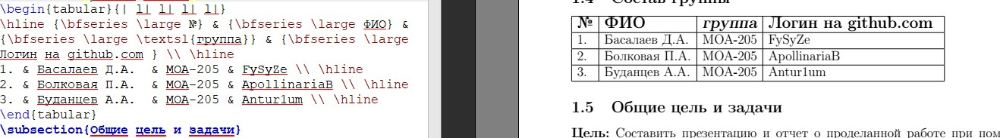 \begin{tabular}{| l| l| l| l|}
\hline {\bfseries \large №} & {\bfseries \large ФИО} &
{\bfseries \large \textsl{группа}} & {\bfseries \large
Логин на github.com } \\ \hline
1. & Басалаев Д.А. & МОА-205 & FySyZe \\ \hline
2. & Болковая П.А. & МОА-205 & ApollinariaB \\ \hline
3. & Буданцев А.А. & МОА-205 & Antur1um \\ \hline
\end{tabular}
\subsection{Общие цель и задачи}
1.4 Состав группы
№ ФИО группа Логин на github.com
1. Басалаев Д.А. МОА-205 FySyZe
2. Болковая П.А. МОА-205 ApollinariaB
3. Буданцев А.А. МОА-205 Antur1um
1.5 Общие цель и задачи
Цель: Составить презентацию и отчет о проделанной работе при